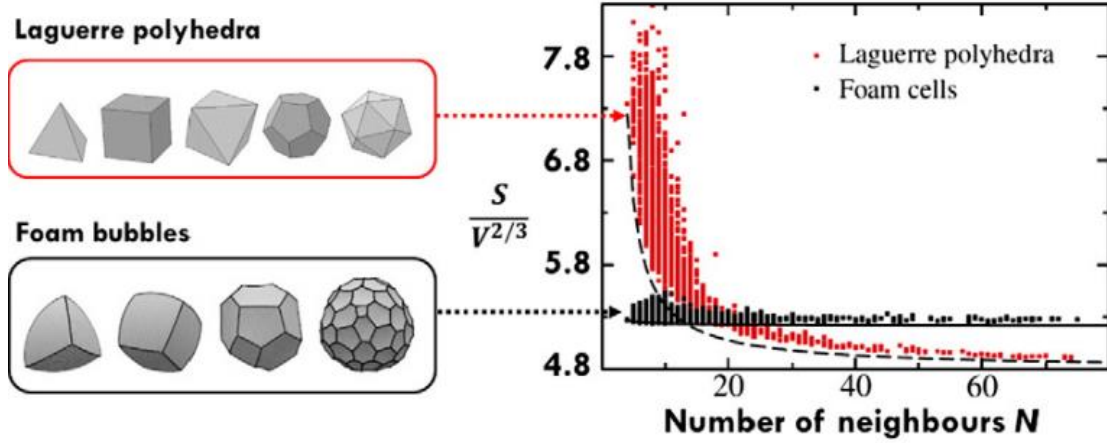 Laguerre polyhedra
Foam bubbles
S
V^{2/3}
7.8
6.8
5.8
4.8
Laguerre polyhedra
Foam cells
20
40
60
Number of neighbours N